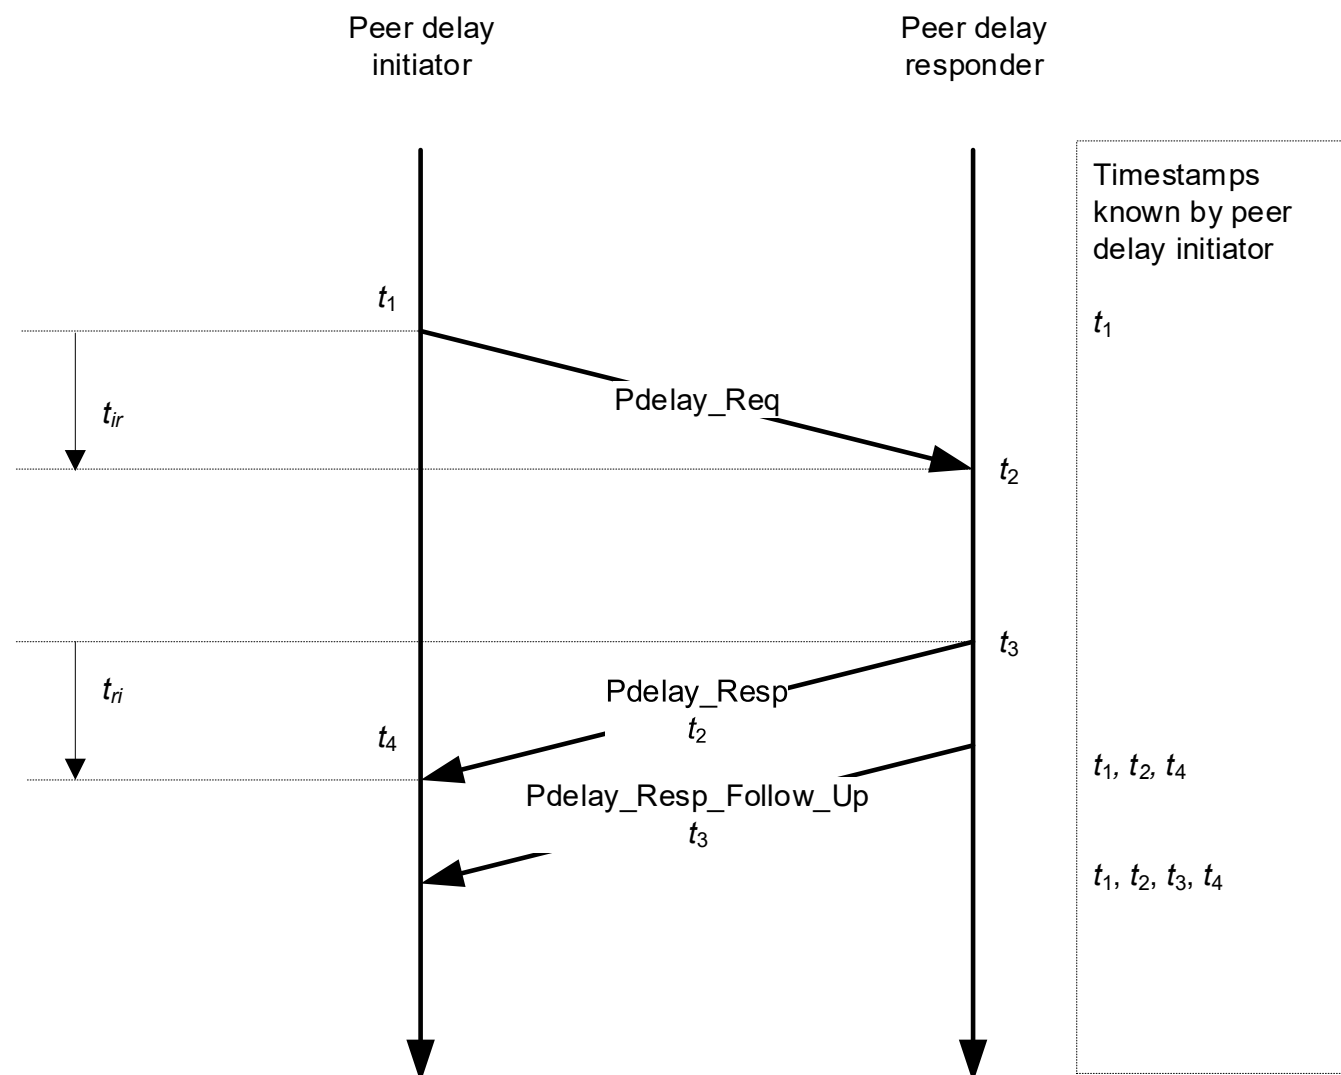 Peer delay
initiator
Peer delay
responder
Timestamps
known by peer
delay initiator
t₁
t₁
Pdelay_Req
tᵢᵣ
t₂
t₃
tᵣᵢ
Pdelay_Resp
t₂
t₄
t₁, t₂, t₄
Pdelay_Resp_Follow_Up
t₃
t₁, t₂, t₃, t₄